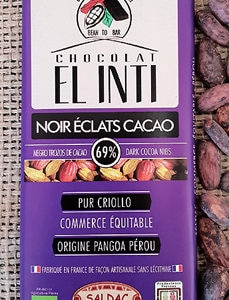 BEAN TO BAR
CHOCOLAT
EL INTI
NOIR ÉCLATS CACAO
NEGRO TROZOS DE CACAO 69% DARK COCOA NIBS
PUR CRIOLLO
COMMERCE ÉQUITABLE
ORIGINE PANGOA PÉROU
FABRIQUÉ EN FRANCE DE FAÇON ARTISANALE SANS LÉCITHINE
SALDAC